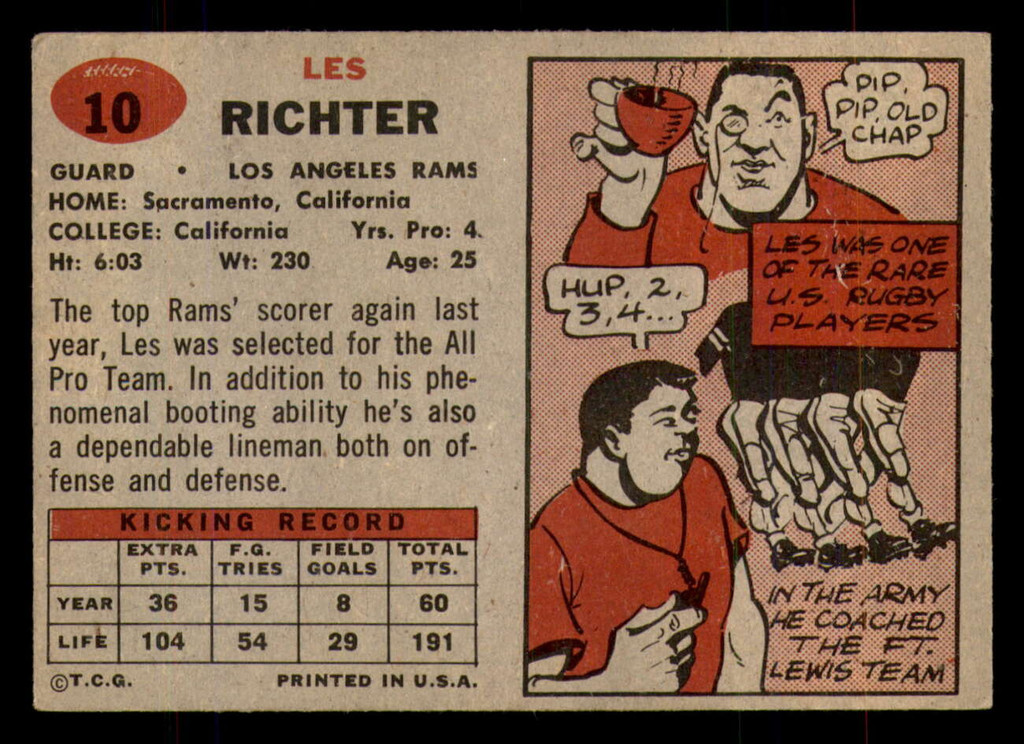 10
LES
RICHTER
GUARD • LOS ANGELES RAMS
HOME: Sacramento, California
COLLEGE: California Yrs. Pro: 4.
Ht: 6:03 Wt: 230 Age: 25
The top Rams' scorer again last
year, Les was selected for the All
Pro Team. In addition to his phe-
nomenal booting ability he's also
a dependable lineman both on of-
fense and defense.
KICKING RECORD
EXTRA PTS. F.G. TRIES FIELD GOALS TOTAL PTS.
YEAR 36 15 8 60
LIFE 104 54 29 191
©T.C.G. PRINTED IN U.S.A.
PIP,
PIP, OLD
CHAP
LES WAS ONE
OF THE RARE
U.S. RUGBY
PLAYERS
HUP, 2,
3, 4...
IN THE ARMY
HE COACHED
THE FT.
LEWIS TEAM